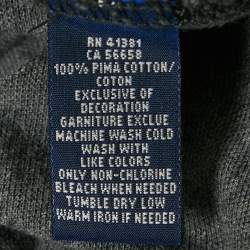 RN 41381
CA 56658
100% PIMA COTTON/
COTON
EXCLUSIVE OF
DECORATION
GARNITURE EXCLUE
MACHINE WASH COLD
WASH WITH
LIKE COLORS
ONLY NON-CHLORINE
BLEACH WHEN NEEDED
TUMBLE DRY LOW
WARM IRON IF NEEDED